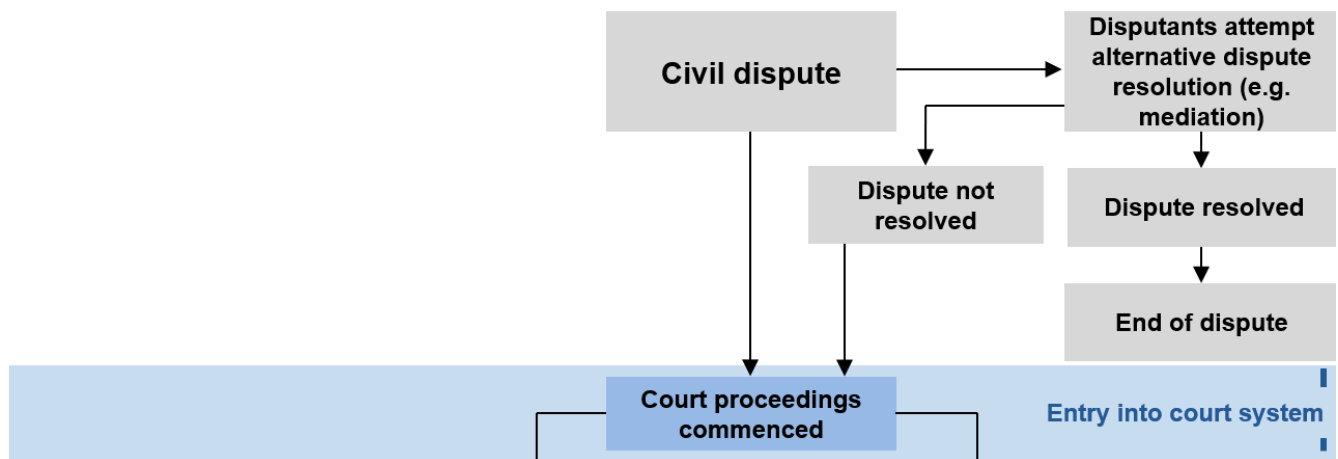 Civil dispute
Disputants attempt
alternative dispute
resolution (e.g.
mediation)
Dispute not
resolved
Dispute resolved
End of dispute
Court proceedings
commenced
Entry into court system